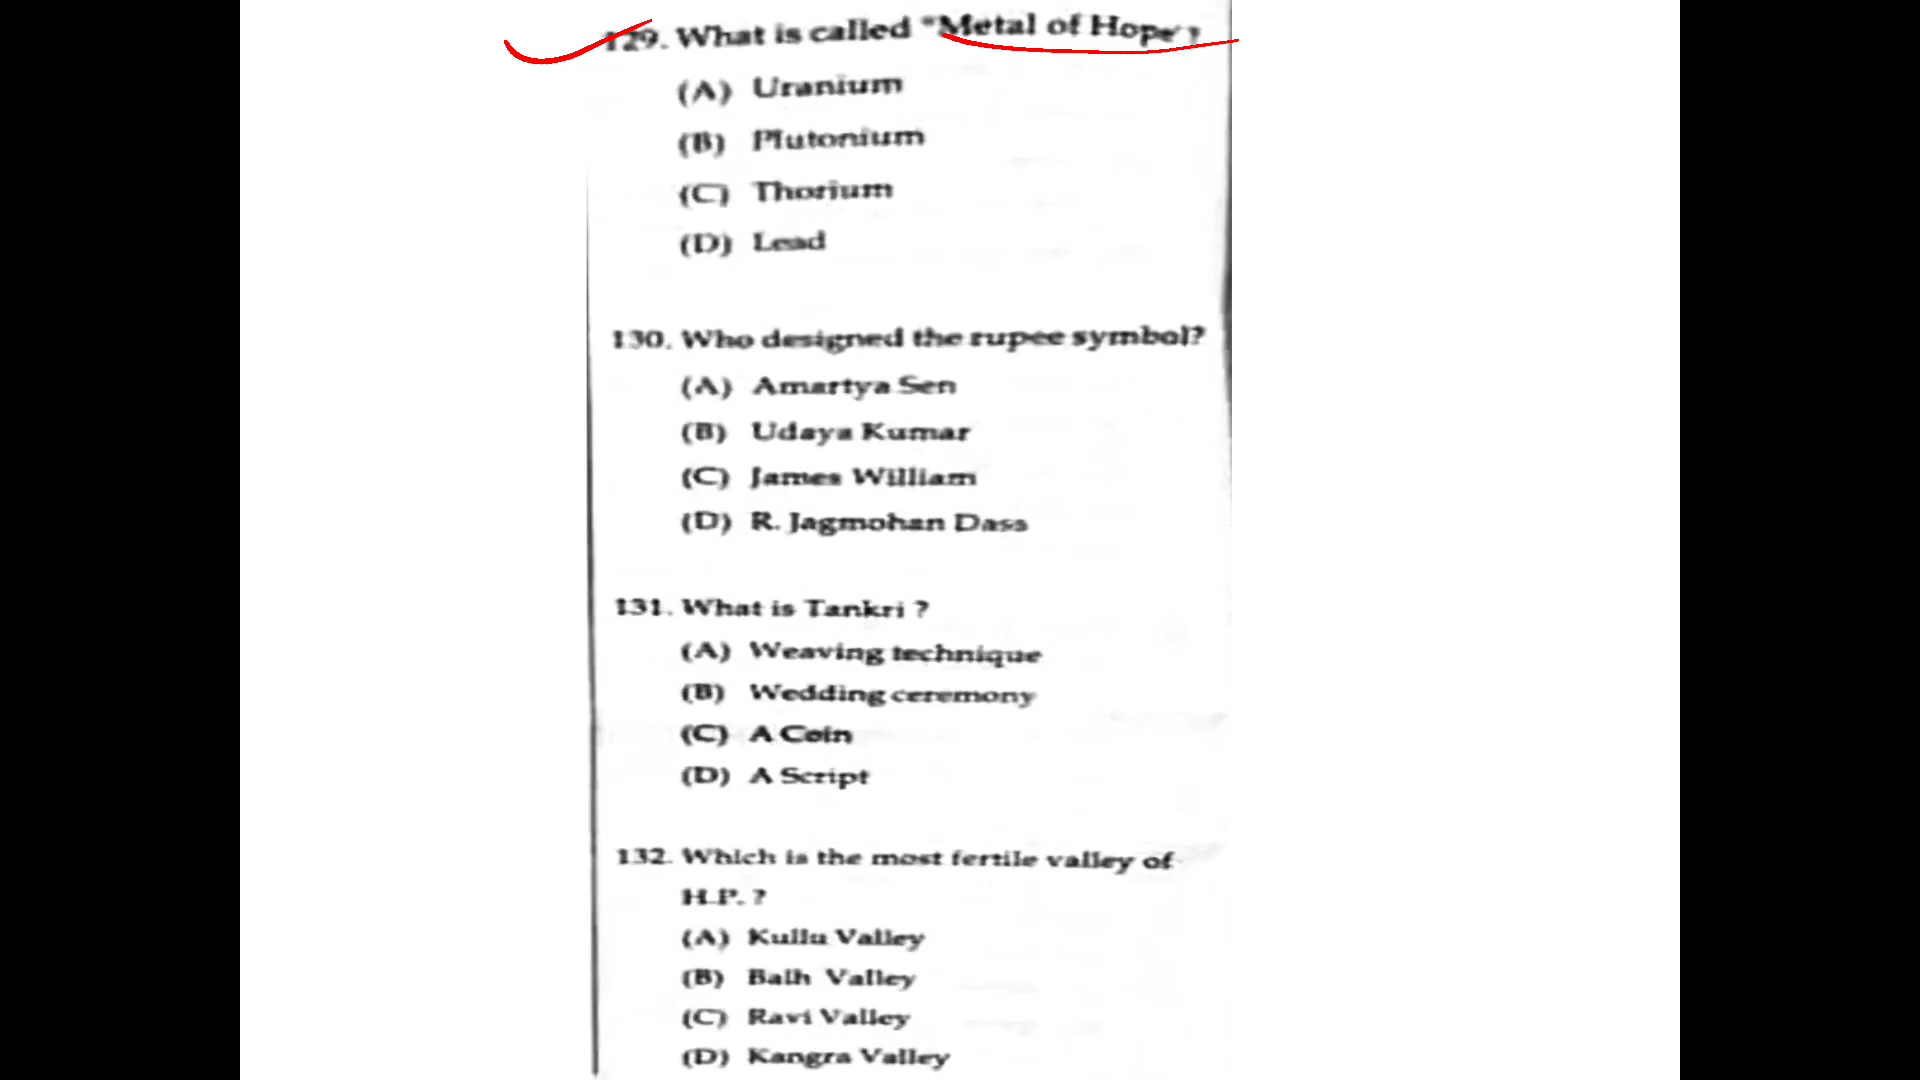 129. What is called "Metal of Hope'?
(A) Uranium
(B) Plutonium
(C) Thorium
(D) Lead
130. Who designed the rupee symbol?
(A) Amartya Sen
(B) Udaya Kumar
(C) James William
(D) R. Jagmohan Dass
131. What is Tankri ?
(A) Weaving technique
(B) Wedding ceremony
(C) A Coin
(D) A Script
132. Which is the most fertile valley of
H.P. ?
(A) Kullu Valley
(B) Balh Valley
(C) Ravi Valley
(D) Kangra Valley